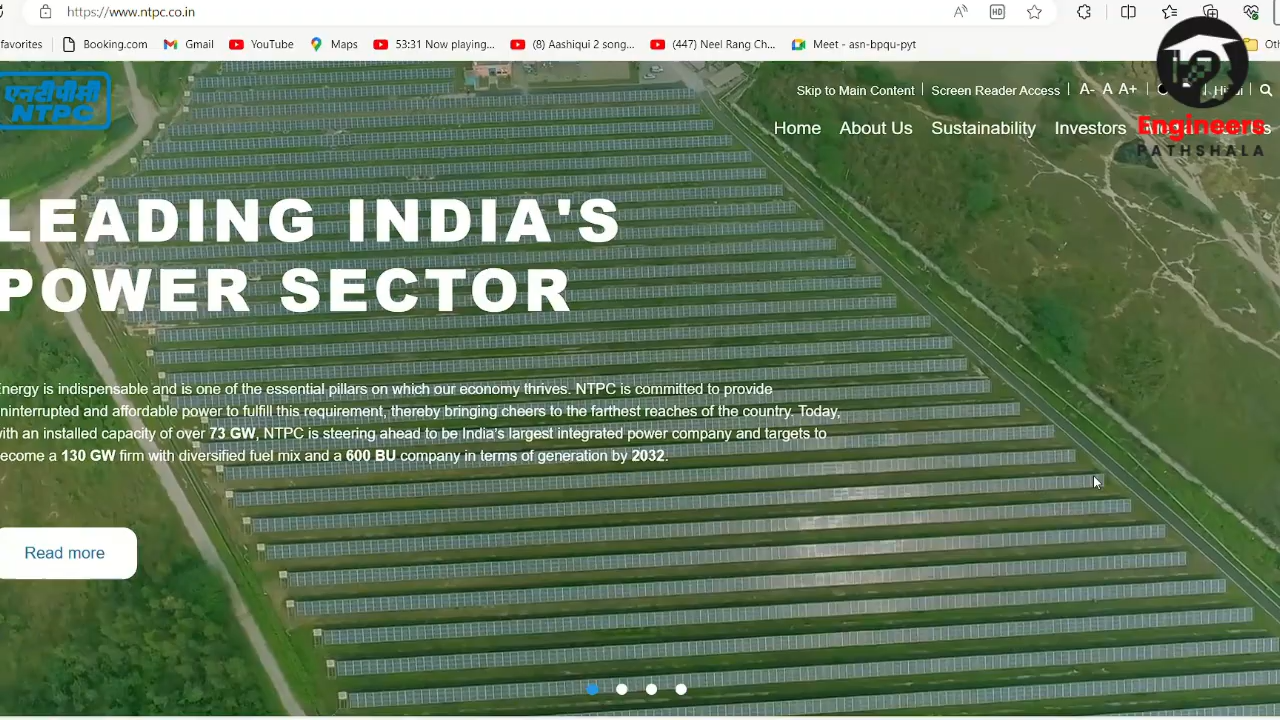 https://www.ntpc.co.in
favorites
Booking.com
Gmail
YouTube
Maps
53:31 Now playing...
(8) Aashiqui 2 song...
(447) Neel Rang Ch...
Meet - asn-bpqu-pyt
एनटीपीसी
NTPC
Skip to Main Content
Screen Reader Access
A- A A+
Engineers
PATHSHALA
Home
About Us
Sustainability
Investors
LEADING INDIA'S
POWER SECTOR
Energy is indispensable and is one of the essential pillars on which our economy thrives. NTPC is committed to provide
ninterrupted and affordable power to fulfill this requirement, thereby bringing cheers to the farthest reaches of the country. Today,
with an installed capacity of over 73 GW, NTPC is steering ahead to be India's largest integrated power company and targets to
ecome a 130 GW firm with diversified fuel mix and a 600 BU company in terms of generation by 2032.
Read more